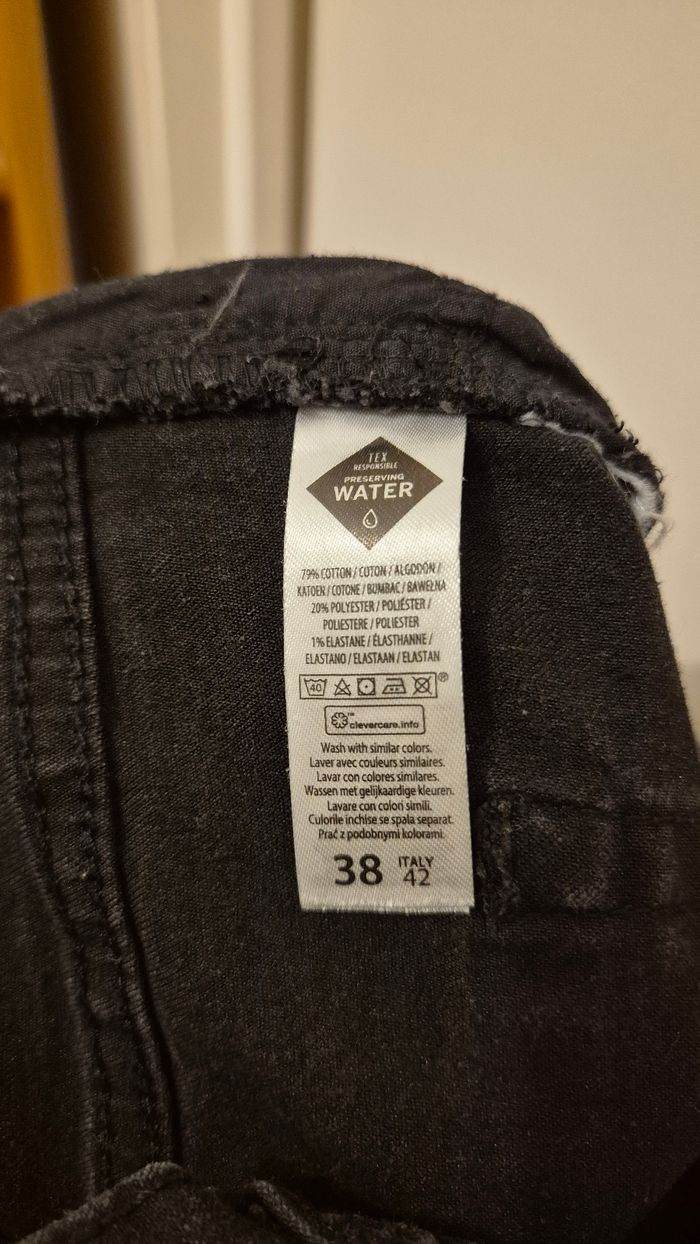 TEX
RESPONSIBLE
PRESERVING
WATER
79% COTTON / COTON / ALGODÓN /
KATOEN / COTONE / BUMBAC / BAWEŁNA
20% POLYESTER / POLIÉSTER /
POLIESTERE / POLIESTER
1% ELASTANE / ÉLASTHANNE /
ELASTANO / ELASTAAN / ELASTAN
40 ®
™ clevercare.info
Wash with similar colors.
Laver avec couleurs similaires.
Lavar con colores similares.
Wassen met gelijkaardige kleuren.
Lavare con colori simili.
Culorile inchise se spala separat.
Prać z podobnymi kolorami.
38 ITALY
42